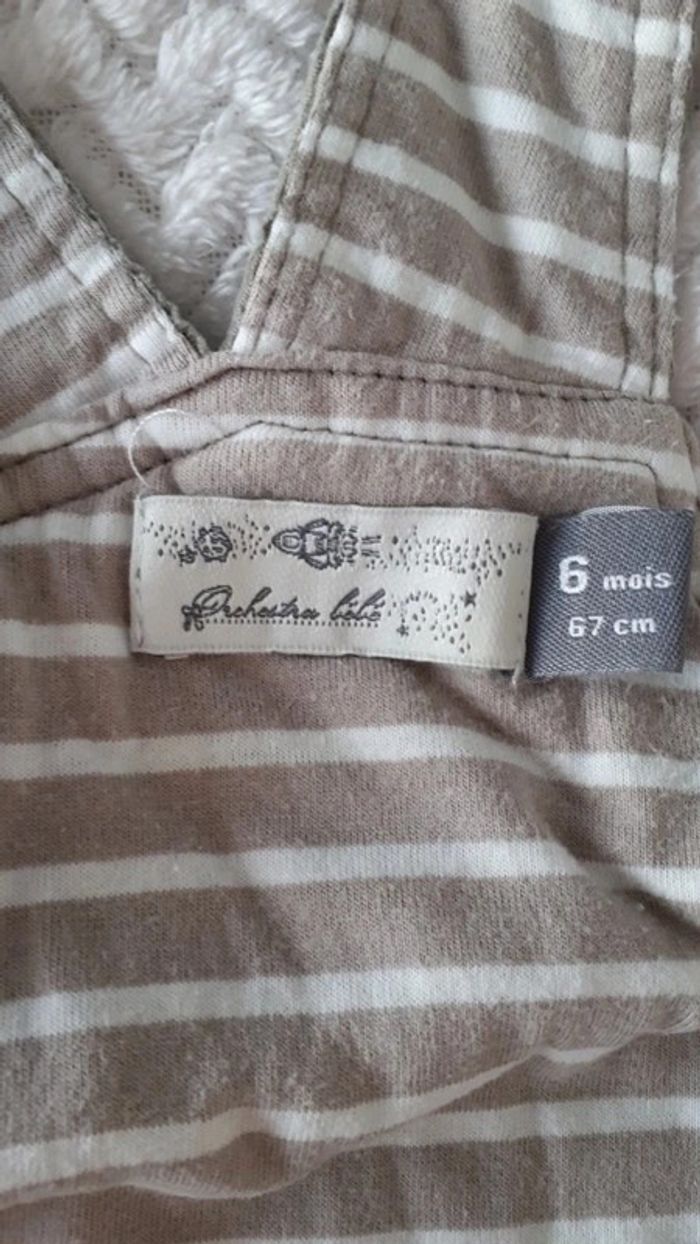 Orchestra bébé
6 mois
67 cm